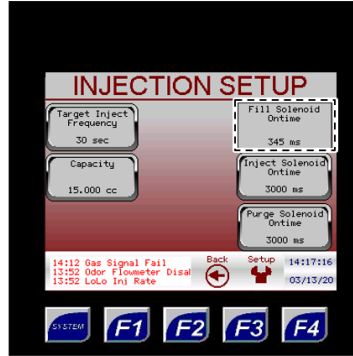 INJECTION SETUP
Target Inject
Frequency
30 sec
Capacity
15.000 cc
Fill Solenoid
Ontime
345 ms
Inject Solenoid
Ontime
3000 ms
Purge Solenoid
Ontime
3000 ms
14:12 Gas Signal Fail
13:52 Odor Flowmeter Disal
13:52 LoLo Inj Rate
Back
Setup
14:17:16
03/13/20
SYSTEM
F1
F2
F3
F4